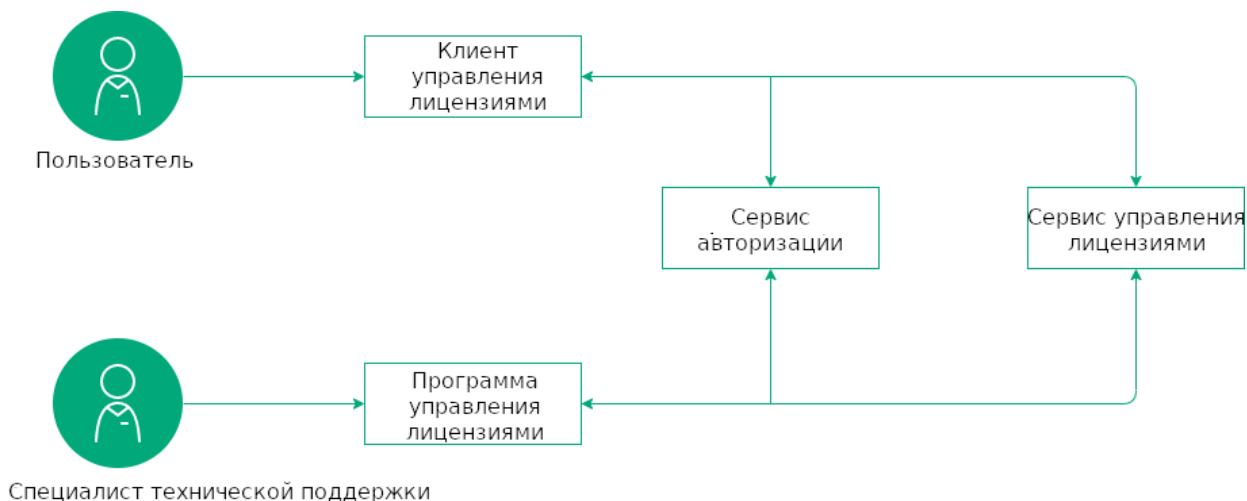 Клиент
управления
лицензиями
Пользователь
Сервис
авторизации
Сервис управления
лицензиями
Программа
управления
лицензиями
Специалист технической поддержки